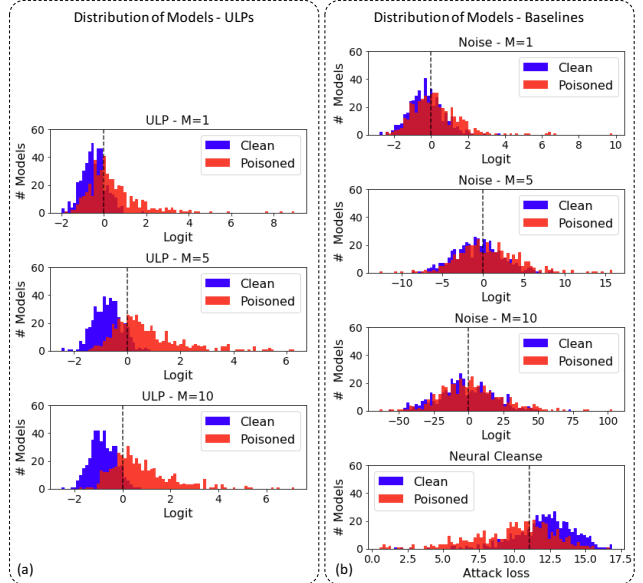 Distribution of Models - ULPs
ULP - M=1
60
40
20
0
# Models
Clean
Poisoned
−2 0 2 4 6 8
Logit
ULP - M=5
60
40
20
0
# Models
Clean
Poisoned
−2 0 2 4 6
Logit
ULP - M=10
60
40
20
0
# Models
Clean
Poisoned
−2 0 2 4 6
Logit
(a)
Distribution of Models - Baselines
Noise - M=1
60
40
20
0
# Models
Clean
Poisoned
−2 0 2 4 6 8 10
Logit
Noise - M=5
60
40
20
0
# Models
Clean
Poisoned
−10 −5 0 5 10 15
Logit
Noise - M=10
60
40
20
0
# Models
Clean
Poisoned
−50 −25 0 25 50 75 100
Logit
Neural Cleanse
60
40
20
0
# Models
Clean
Poisoned
0.0 2.5 5.0 7.5 10.0 12.5 15.0 17.5
Attack loss
(b)